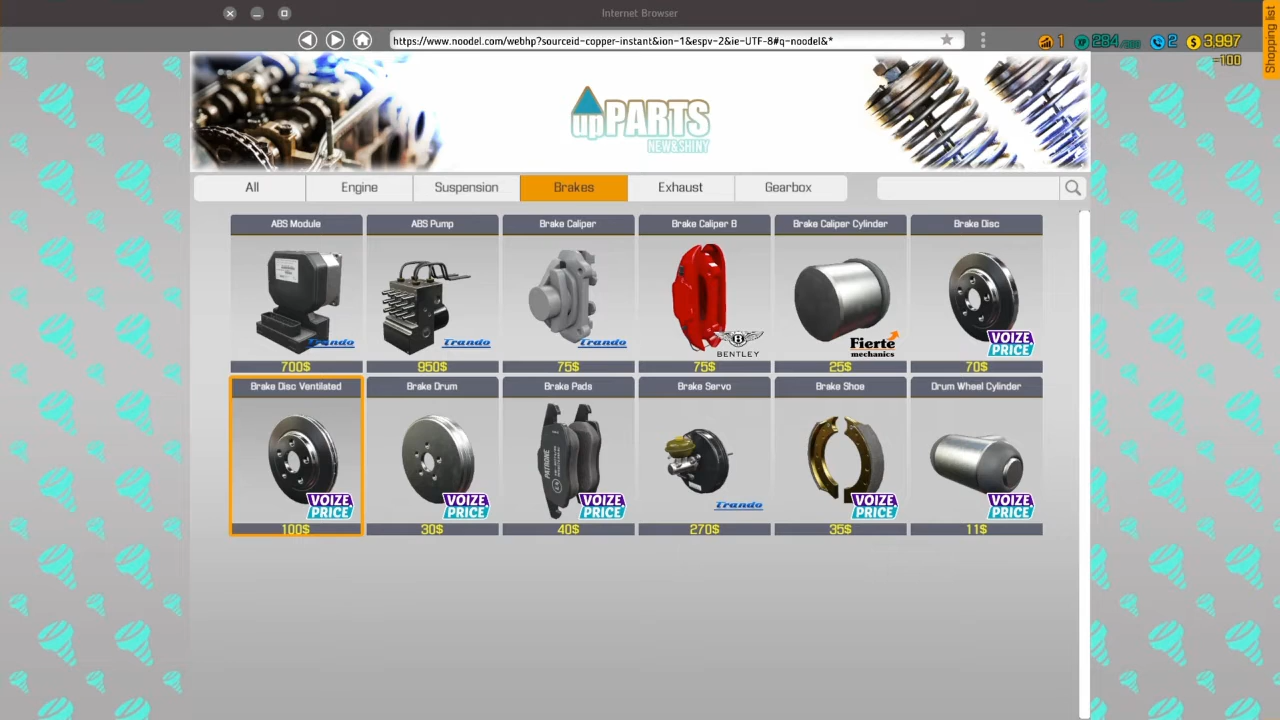 Internet Browser
https://www.noodel.com/webhp?sourceid-copper-instant&ion-1&espv-2&ie-UTF-8#q-noodel&*
1 XP 284 2 $ 3,997
-100
Shopping list
upPARTS
NEW&SHINY
All Engine Suspension Brakes Exhaust Gearbox
ABS Module ABS Pump Brake Caliper Brake Caliper B Brake Caliper Cylinder Brake Disc
Trando Trando Trando BENTLEY Fierte mechanics VOIZE PRICE
700$ 950$ 75$ 75$ 25$ 70$
Brake Disc Ventilated Brake Drum Brake Pads Brake Servo Brake Shoe Drum Wheel Cylinder
VOIZE PRICE VOIZE PRICE VOIZE PRICE Trando VOIZE PRICE VOIZE PRICE
100$ 30$ 40$ 270$ 35$ 11$